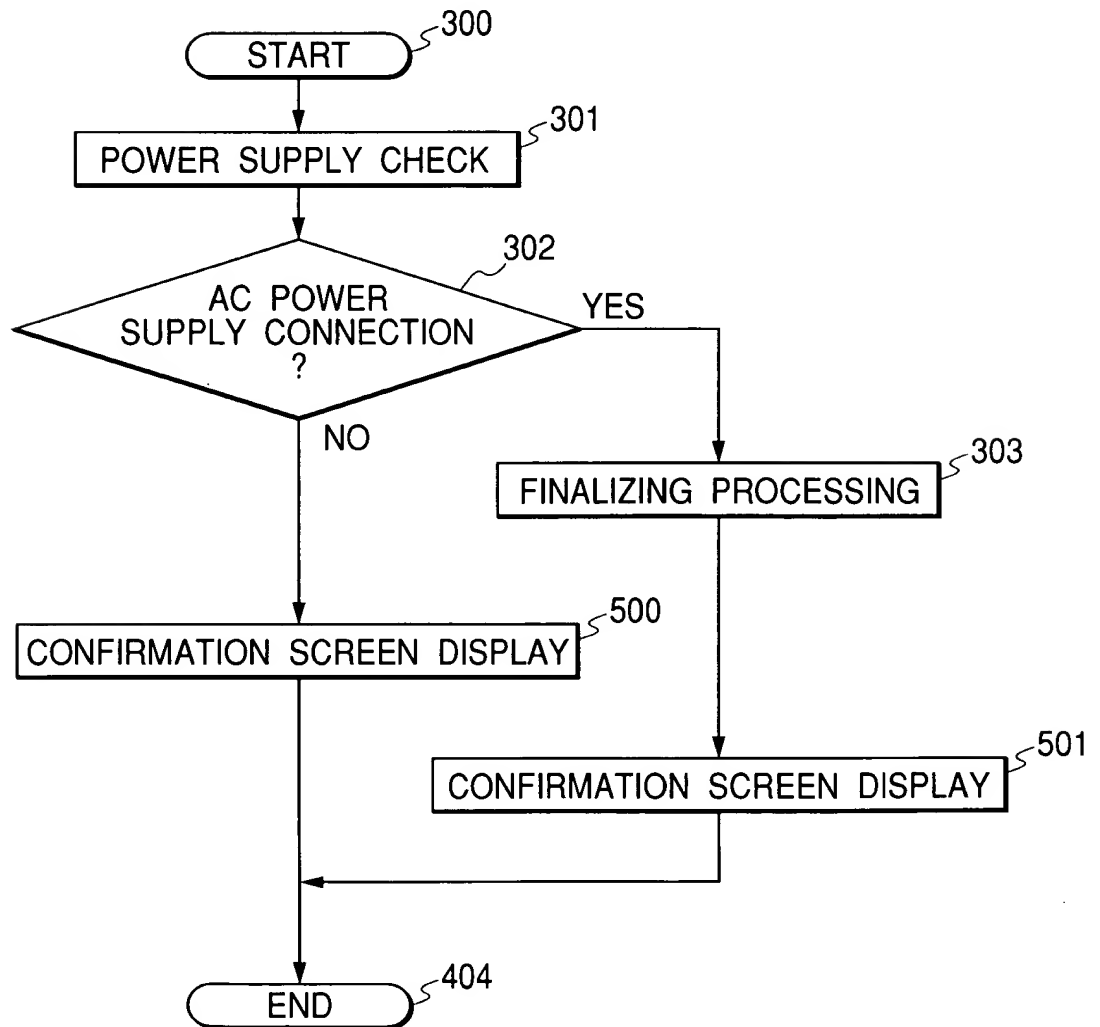 START
300
POWER SUPPLY CHECK
301
302
AC POWER
SUPPLY CONNECTION
?
YES
NO
303
FINALIZING PROCESSING
500
CONFIRMATION SCREEN DISPLAY
501
CONFIRMATION SCREEN DISPLAY
END
404